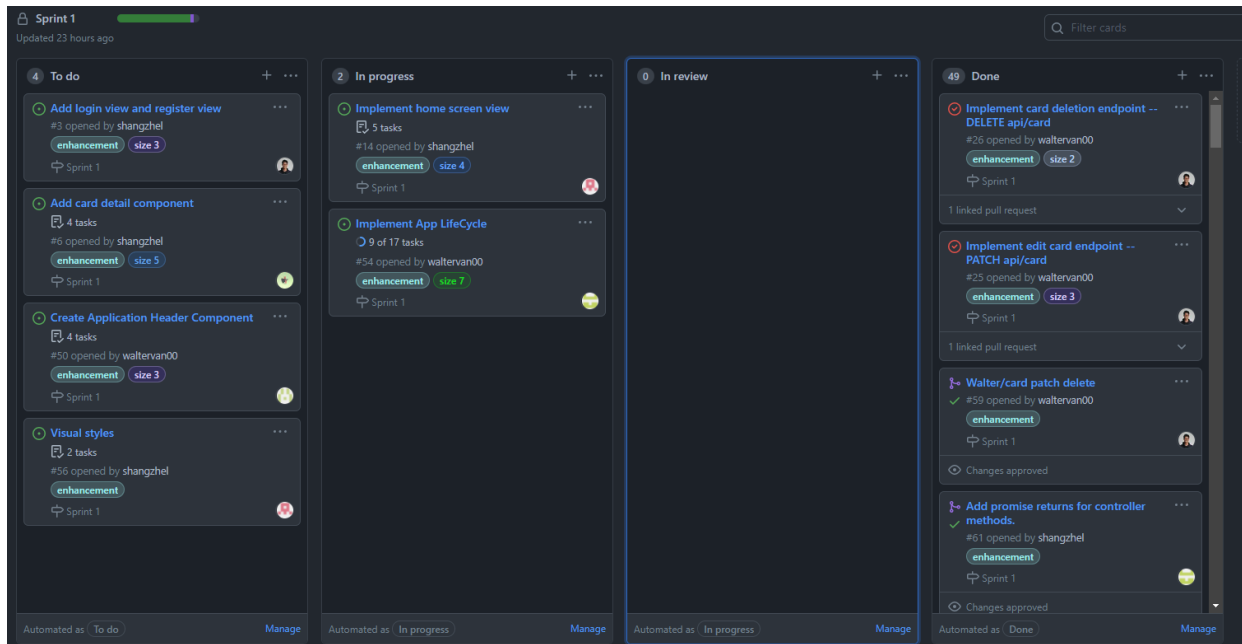 Sprint 1
Updated 23 hours ago
Filter cards
4 To do
Add login view and register view
#3 opened by shangzhel
enhancement size 3
Sprint 1
Add card detail component
4 tasks
#6 opened by shangzhel
enhancement size 5
Sprint 1
Create Application Header Component
4 tasks
#50 opened by waltervan00
enhancement size 3
Sprint 1
Visual styles
2 tasks
#56 opened by shangzhel
enhancement
Sprint 1
Automated as To do Manage
2 In progress
Implement home screen view
5 tasks
#14 opened by shangzhel
enhancement size 4
Sprint 1
Implement App LifeCycle
9 of 17 tasks
#54 opened by waltervan00
enhancement size 7
Sprint 1
Automated as In progress Manage
0 In review
Automated as In progress Manage
49 Done
Implement card deletion endpoint --
DELETE api/card
#26 opened by waltervan00
enhancement size 2
Sprint 1
1 linked pull request
Implement edit card endpoint --
PATCH api/card
#25 opened by waltervan00
enhancement size 3
Sprint 1
1 linked pull request
Walter/card patch delete
#59 opened by waltervan00
enhancement
Sprint 1
Changes approved
Add promise returns for controller
methods.
#61 opened by shangzhel
enhancement
Sprint 1
Changes approved
Automated as Done Manage